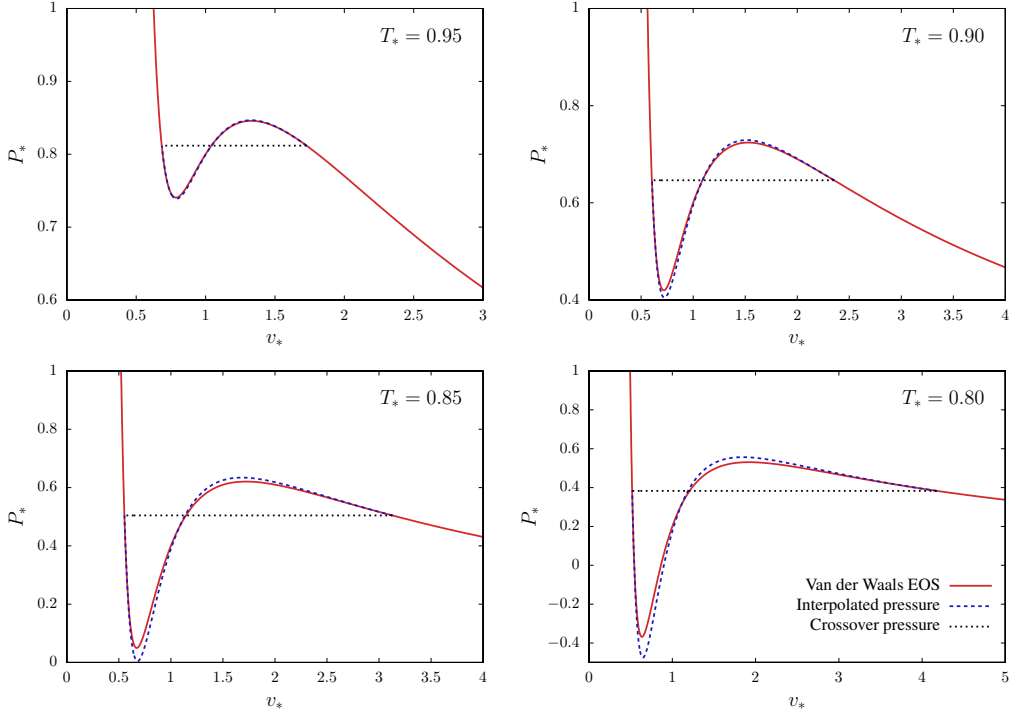 T* = 0.95
P*
1
0.9
0.8
0.7
0.6
0 0.5 1 1.5 2 2.5 3
v*
T* = 0.90
P*
1
0.8
0.6
0.4
0 0.5 1 1.5 2 2.5 3 3.5 4
v*
T* = 0.85
P*
1
0.8
0.6
0.4
0.2
0
0 0.5 1 1.5 2 2.5 3 3.5 4
v*
T* = 0.80
P*
1
0.8
0.6
0.4
0.2
0
−0.2
−0.4
0 1 2 3 4 5
v*
Van der Waals EOS
Interpolated pressure
Crossover pressure